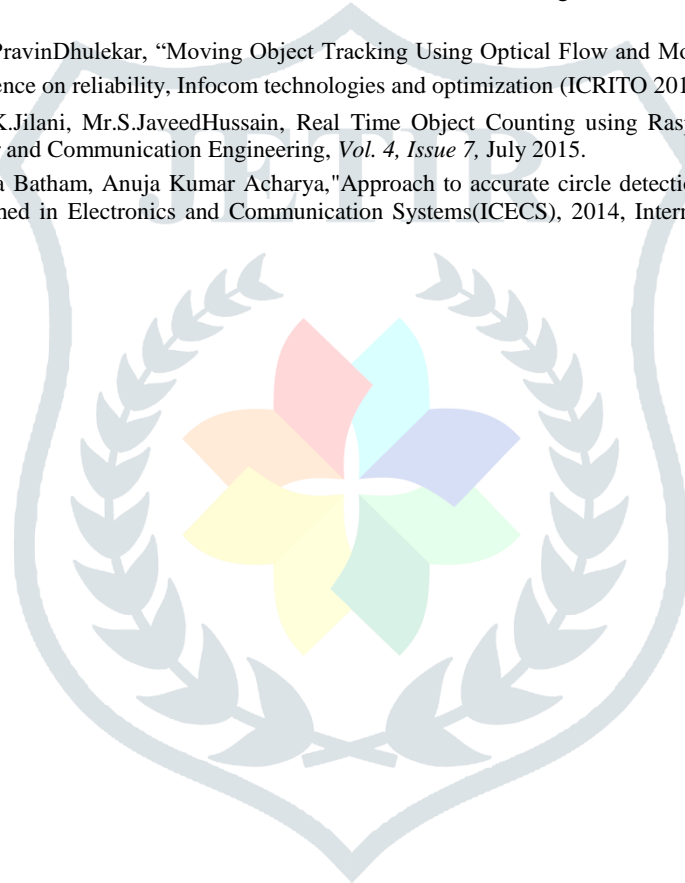 PravinDhulekar, “Moving Object Tracking Using Optical Flow and Mo
ence on reliability, Infocom technologies and optimization (ICRITO 201
K.Jilani, Mr.S.JaveedHussain, Real Time Object Counting using Rasp
r and Communication Engineering, Vol. 4, Issue 7, July 2015.
a Batham, Anuja Kumar Acharya,"Approach to accurate circle detectio
ned in Electronics and Communication Systems(ICECS), 2014, Intern
JETIR